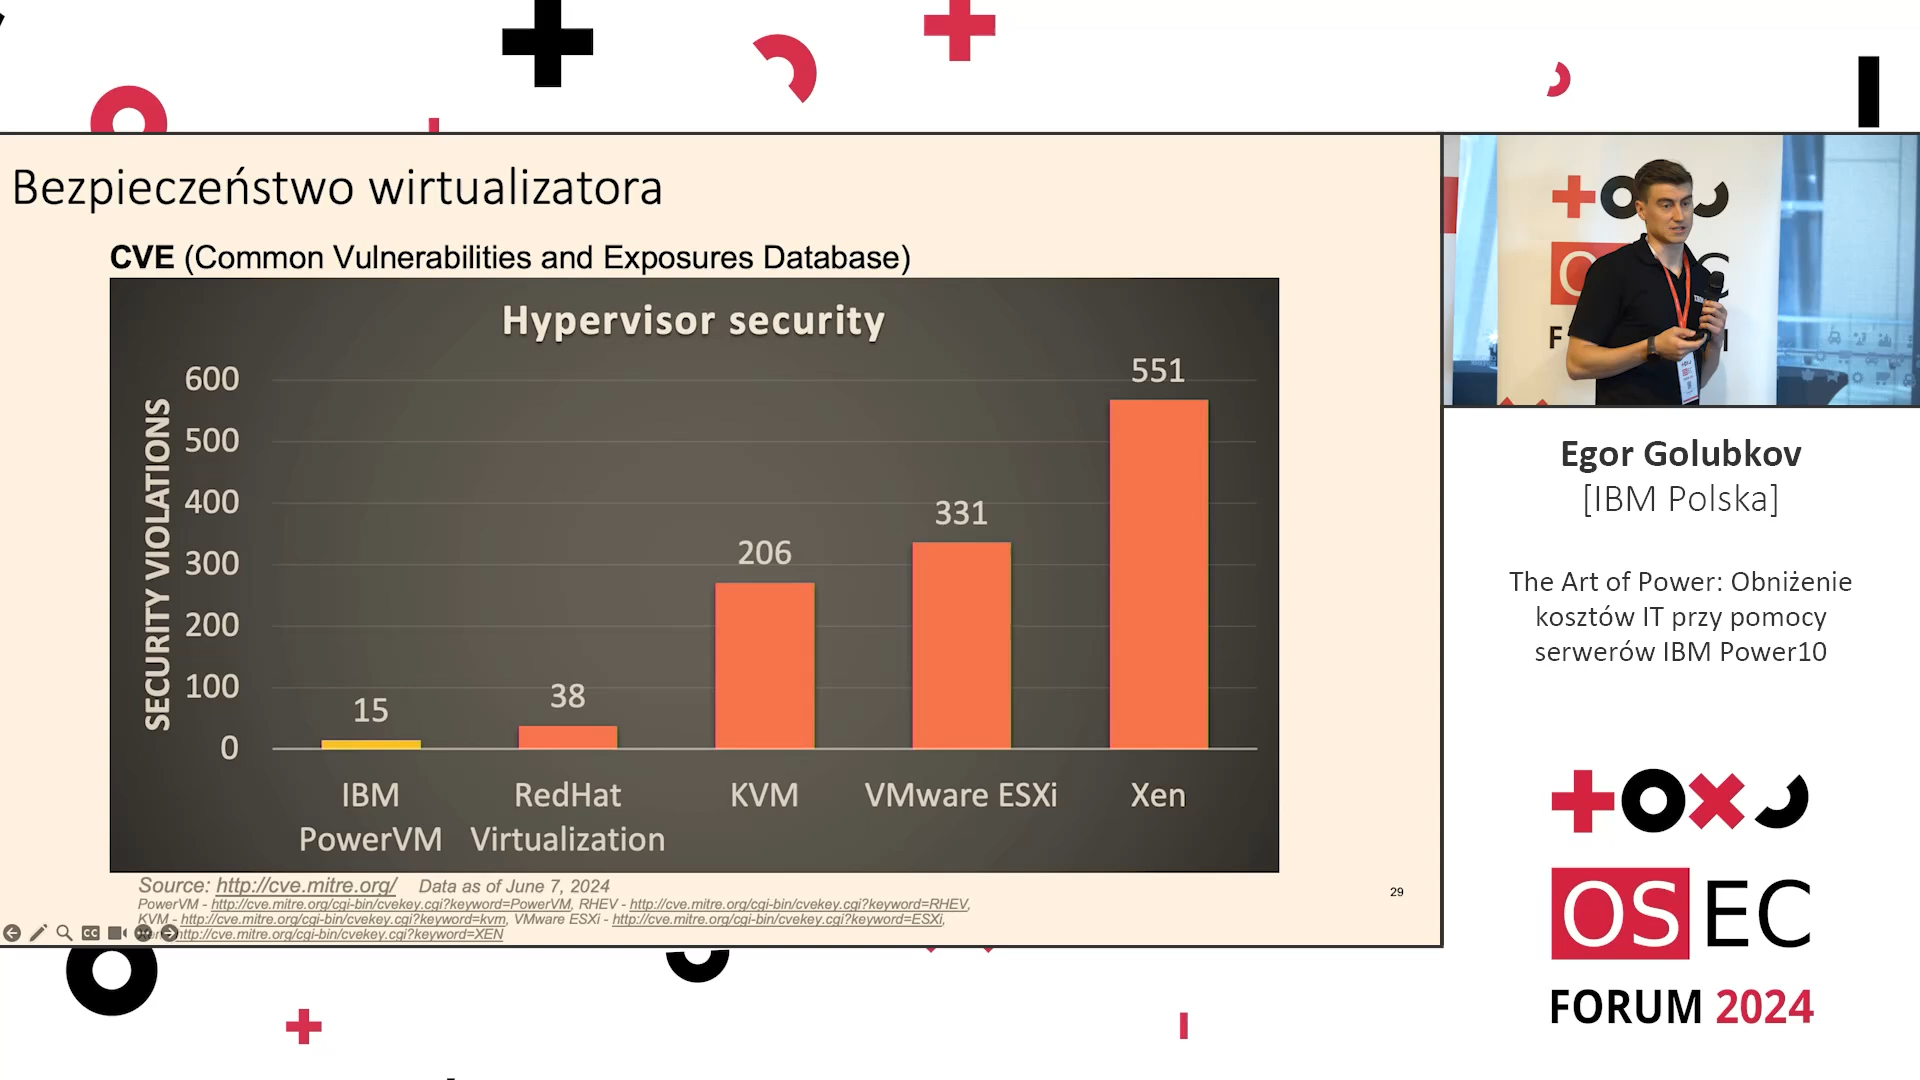 Bezpieczeństwo wirtualizatora
CVE (Common Vulnerabilities and Exposures Database)
Hypervisor security
SECURITY VIOLATIONS
600
500
400
300
200
100
0
15
38
206
331
551
IBM PowerVM
RedHat Virtualization
KVM
VMware ESXi
Xen
Source: http://cve.mitre.org/ Data as of June 7, 2024
PowerVM - http://cve.mitre.org/cgi-bin/cvekey.cgi?keyword=PowerVM, RHEV - http://cve.mitre.org/cgi-bin/cvekey.cgi?keyword=RHEV,
KVM - http://cve.mitre.org/cgi-bin/cvekey.cgi?keyword=kvm, VMware ESXi - http://cve.mitre.org/cgi-bin/cvekey.cgi?keyword=ESXi,
http://cve.mitre.org/cgi-bin/cvekey.cgi?keyword=XEN
29
CC
Egor Golubkov
[IBM Polska]
The Art of Power: Obniżenie
kosztów IT przy pomocy
serwerów IBM Power10
OSEC
FORUM 2024